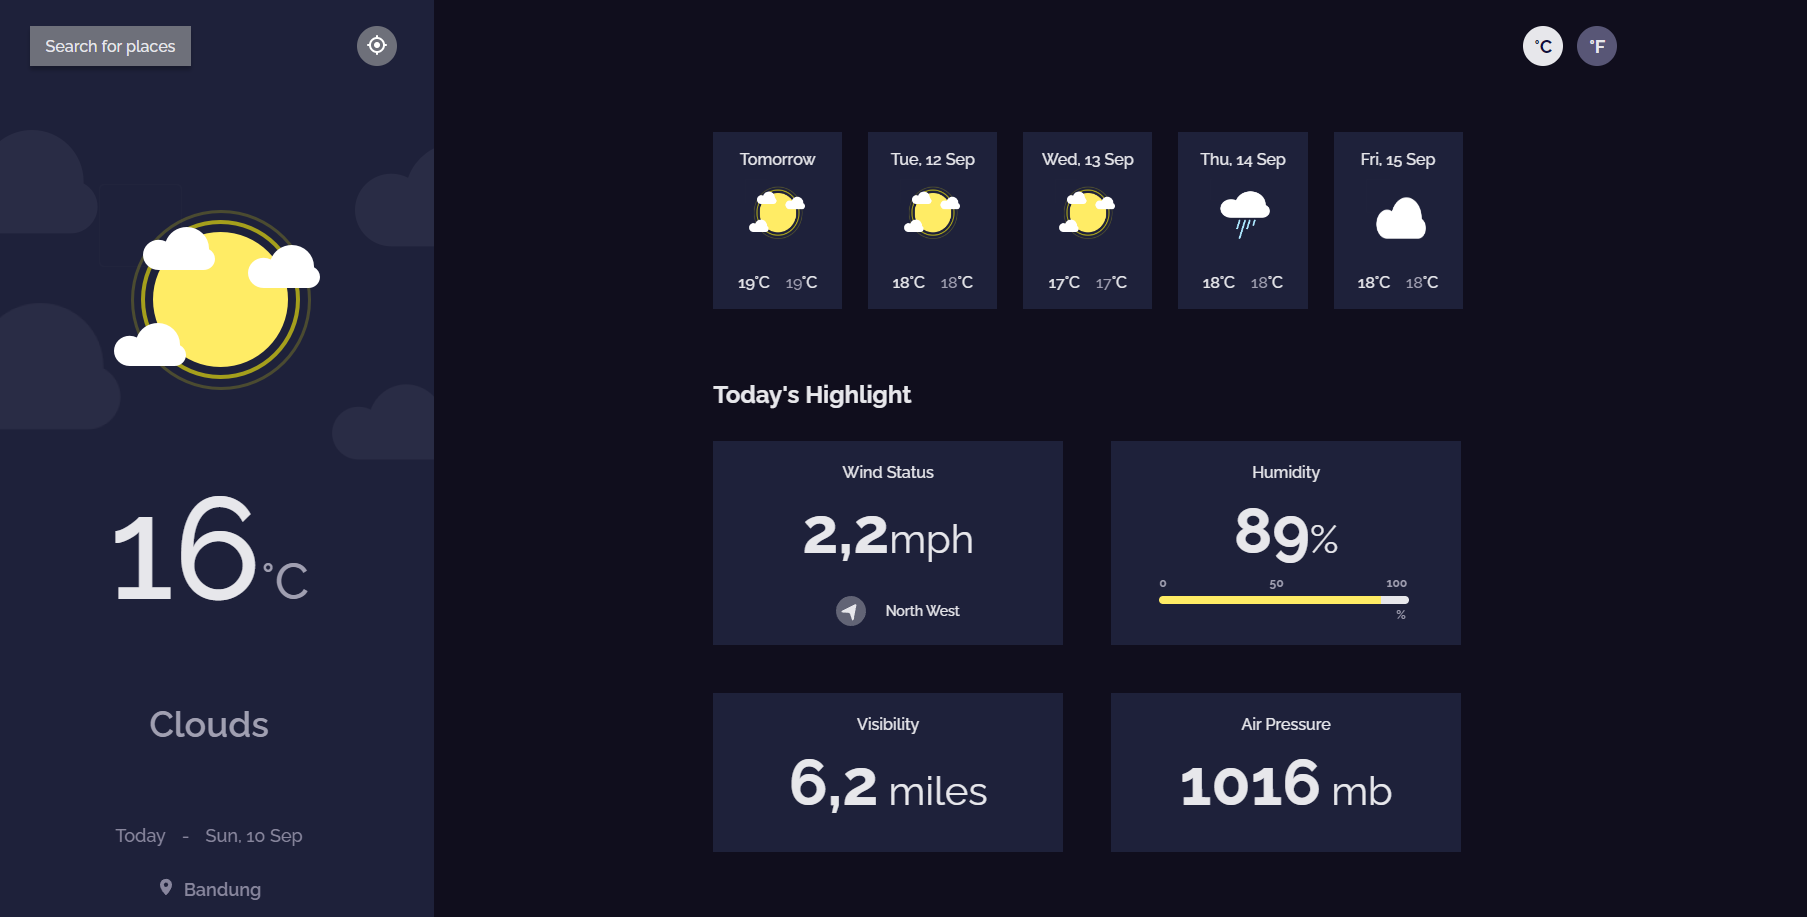 Search for places
16°C
Clouds
Today - Sun, 10 Sep
Bandung
°C °F
Tomorrow
19°C 19°C
Tue, 12 Sep
18°C 18°C
Wed, 13 Sep
17°C 17°C
Thu, 14 Sep
18°C 18°C
Fri, 15 Sep
18°C 18°C
Today's Highlight
Wind Status
2,2mph
North West
Humidity
89%
0 50 100
%
Visibility
6,2 miles
Air Pressure
1016 mb